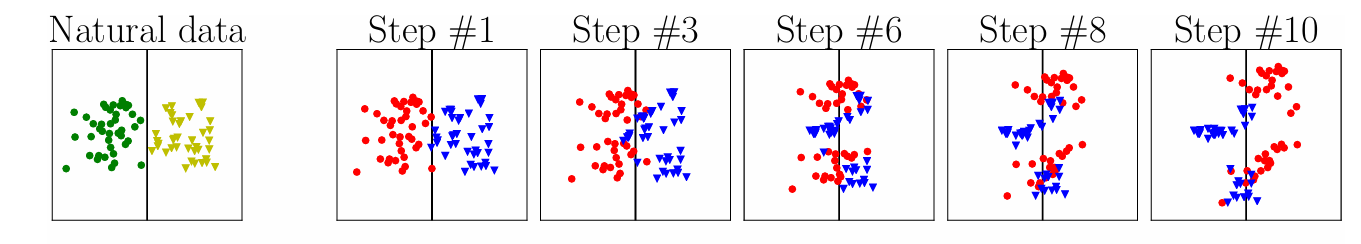 Natural data
Step #1
Step #3
Step #6
Step #8
Step #10